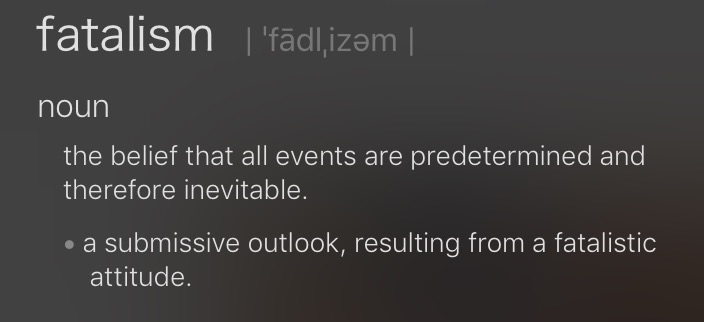 fatalism | ˈfādlˌizəm |
noun
the belief that all events are predetermined and
therefore inevitable.
• a submissive outlook, resulting from a fatalistic
attitude.